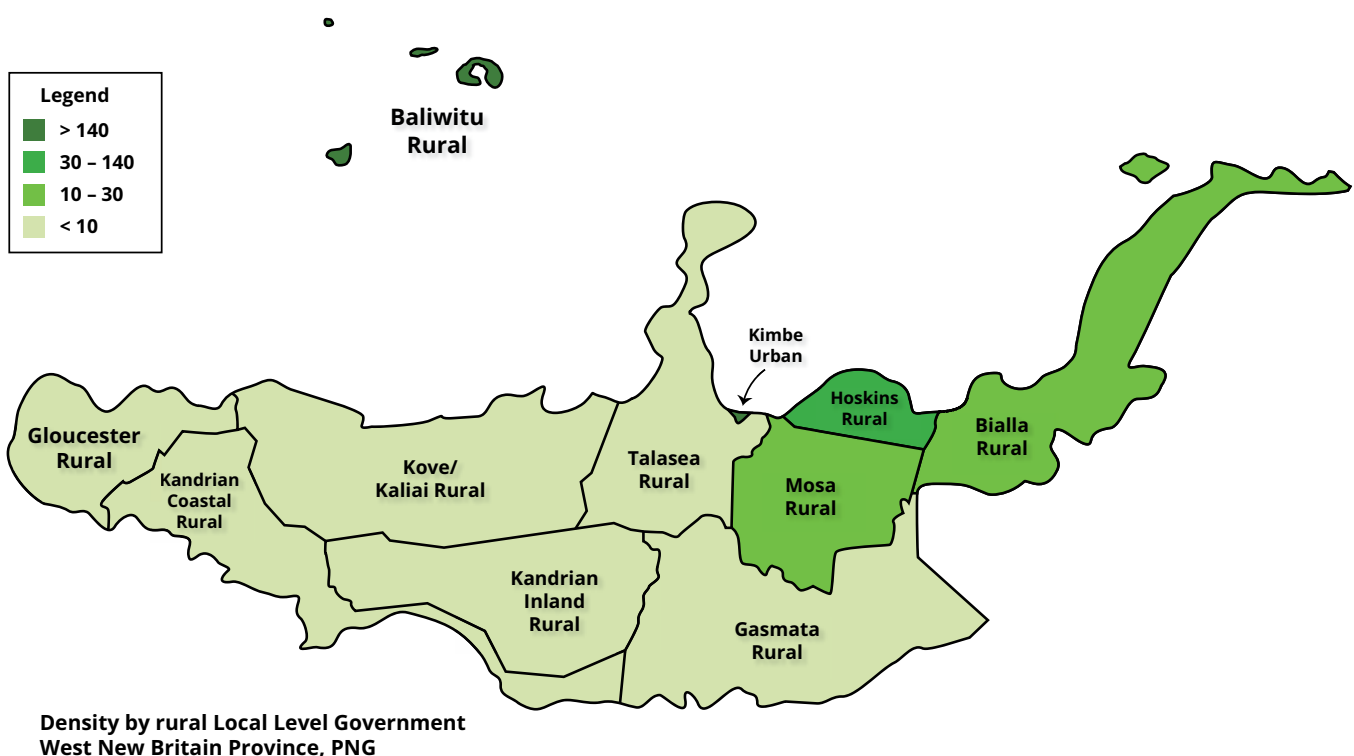 Legend
> 140
30 – 140
10 – 30
< 10
Baliwitu
Rural
Kimbe
Urban
Hoskins
Rural
Bialla
Rural
Gloucester
Rural
Kandrian
Coastal
Rural
Kove/
Kaliai Rural
Talasea
Rural
Mosa
Rural
Kandrian
Inland
Rural
Gasmata
Rural
Density by rural Local Level Government
West New Britain Province, PNG